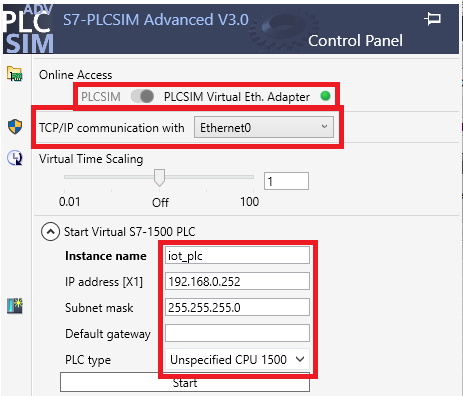 ADV
PLC
SIM
S7-PLCSIM Advanced V3.0
Control Panel
Online Access
PLCSIM PLCSIM Virtual Eth. Adapter
TCP/IP communication with Ethernet0
Virtual Time Scaling
1
0.01 Off 100
Start Virtual S7-1500 PLC
Instance name iot_plc
IP address [X1] 192.168.0.252
Subnet mask 255.255.255.0
Default gateway
PLC type Unspecified CPU 1500
Start